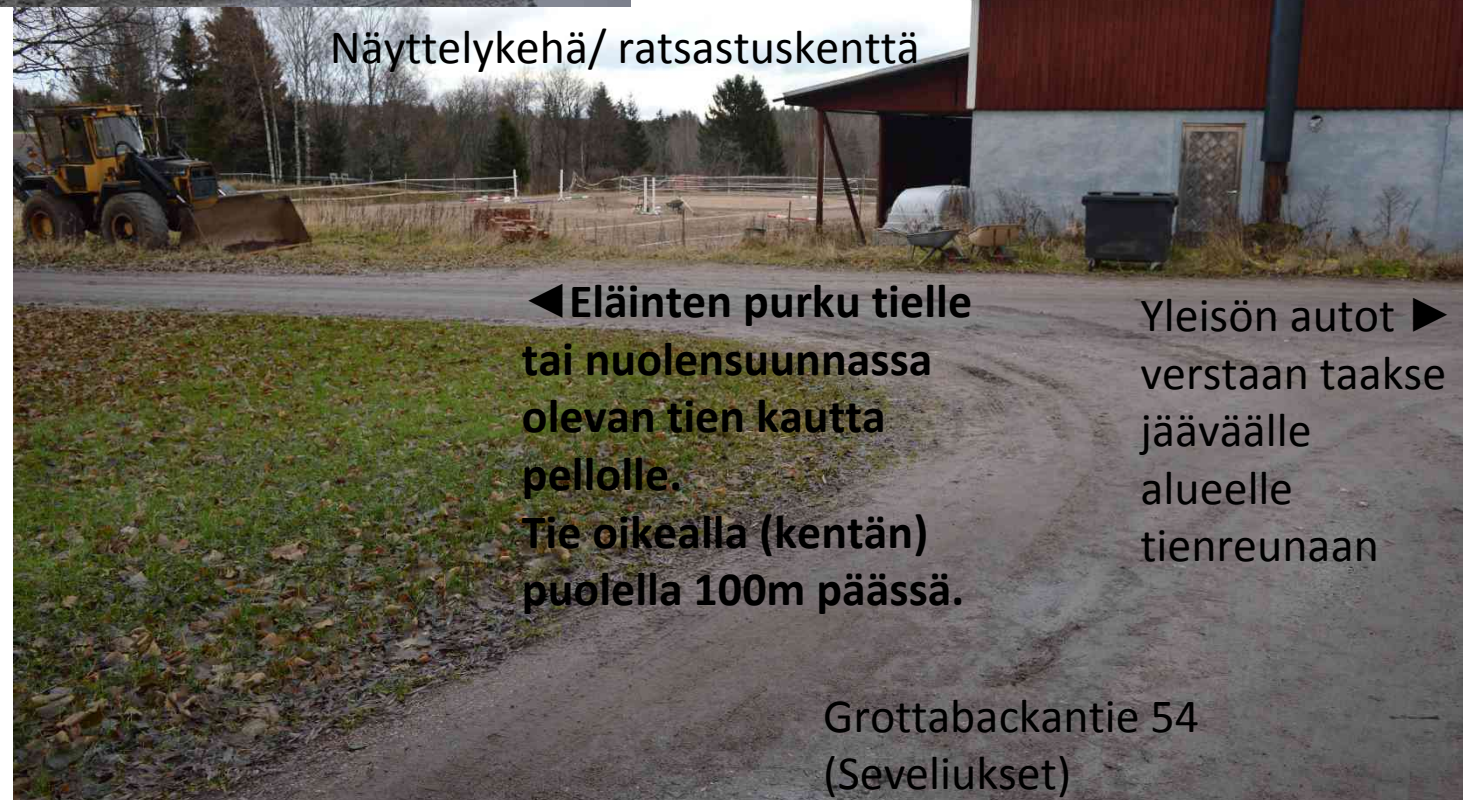 Näyttelykehä/ ratsastuskenttä
◄Eläinten purku tielle
tai nuolensuunnassa
olevan tien kautta
pellolle.
Tie oikealla (kentän)
puolella 100m päässä.
Yleisön autot ►
verstaan taakse
jääväälle
alueelle
tienreunaan
Grottabackantie 54
(Seveliukset)